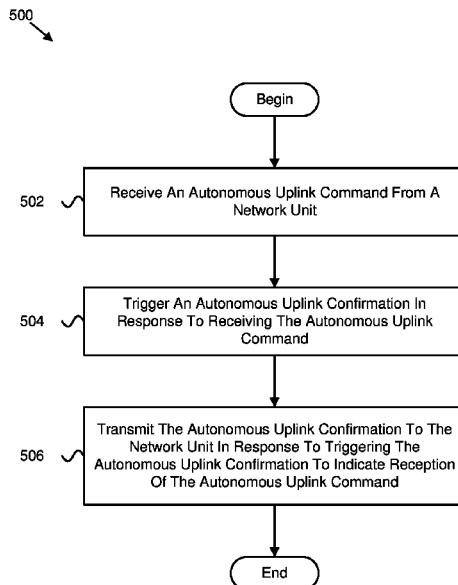 500
Begin
502
Receive An Autonomous Uplink Command From A
Network Unit
504
Trigger An Autonomous Uplink Confirmation In
Response To Receiving The Autonomous Uplink
Command
506
Transmit The Autonomous Uplink Confirmation To The
Network Unit In Response To Triggering The
Autonomous Uplink Confirmation To Indicate Reception
Of The Autonomous Uplink Command
End